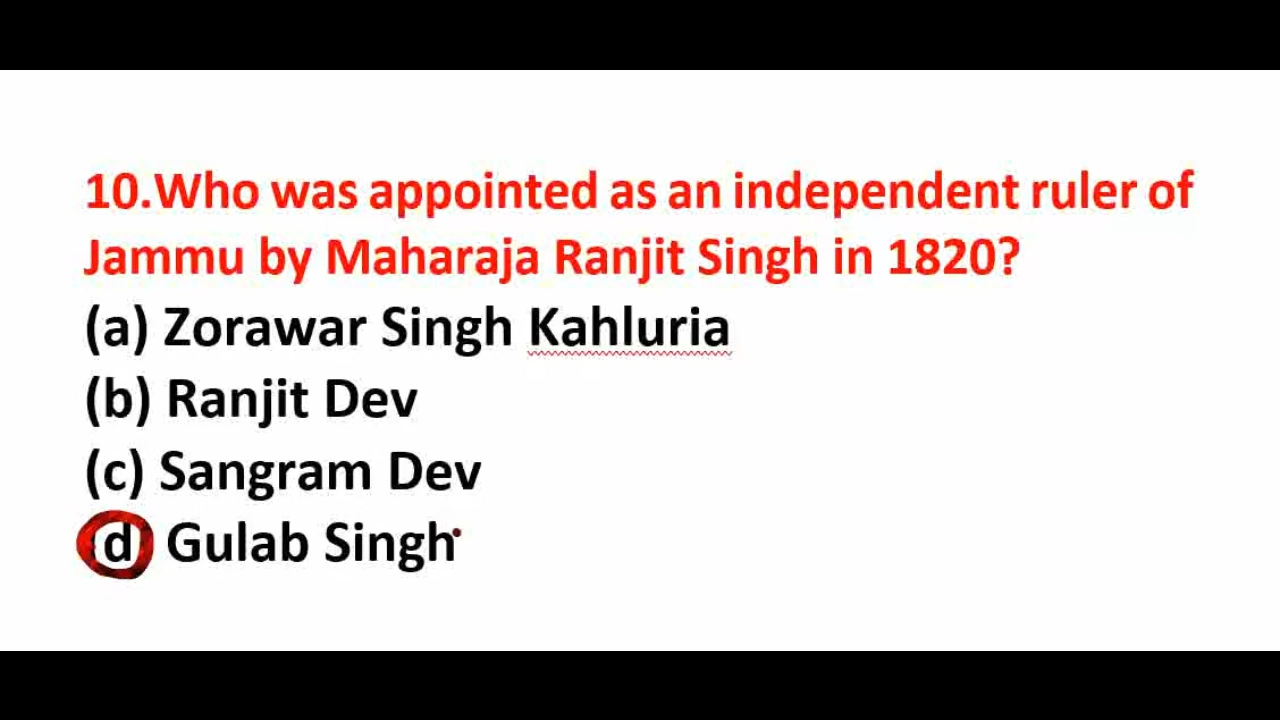 10.Who was appointed as an independent ruler of
Jammu by Maharaja Ranjit Singh in 1820?
(a) Zorawar Singh Kahluria
(b) Ranjit Dev
(c) Sangram Dev
(d) Gulab Singh